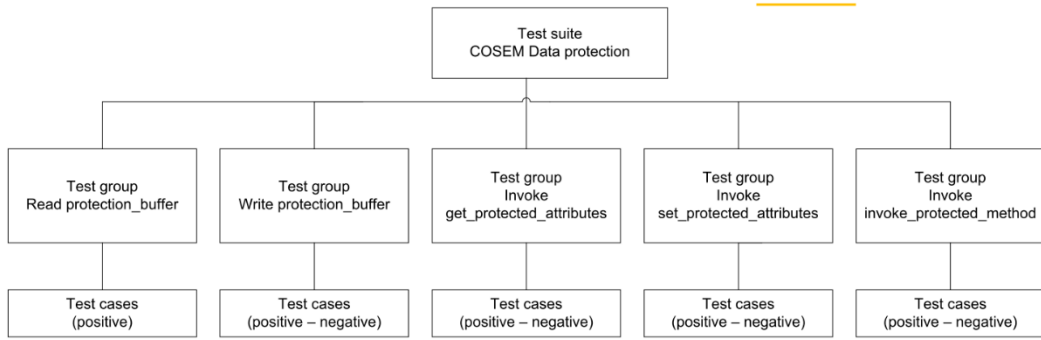 Test suite
COSEM Data protection
Test group
Read protection_buffer
Test group
Write protection_buffer
Test group
Invoke
get_protected_attributes
Test group
Invoke
set_protected_attributes
Test group
Invoke
invoke_protected_method
Test cases
(positive)
Test cases
(positive – negative)
Test cases
(positive – negative)
Test cases
(positive – negative)
Test cases
(positive – negative)